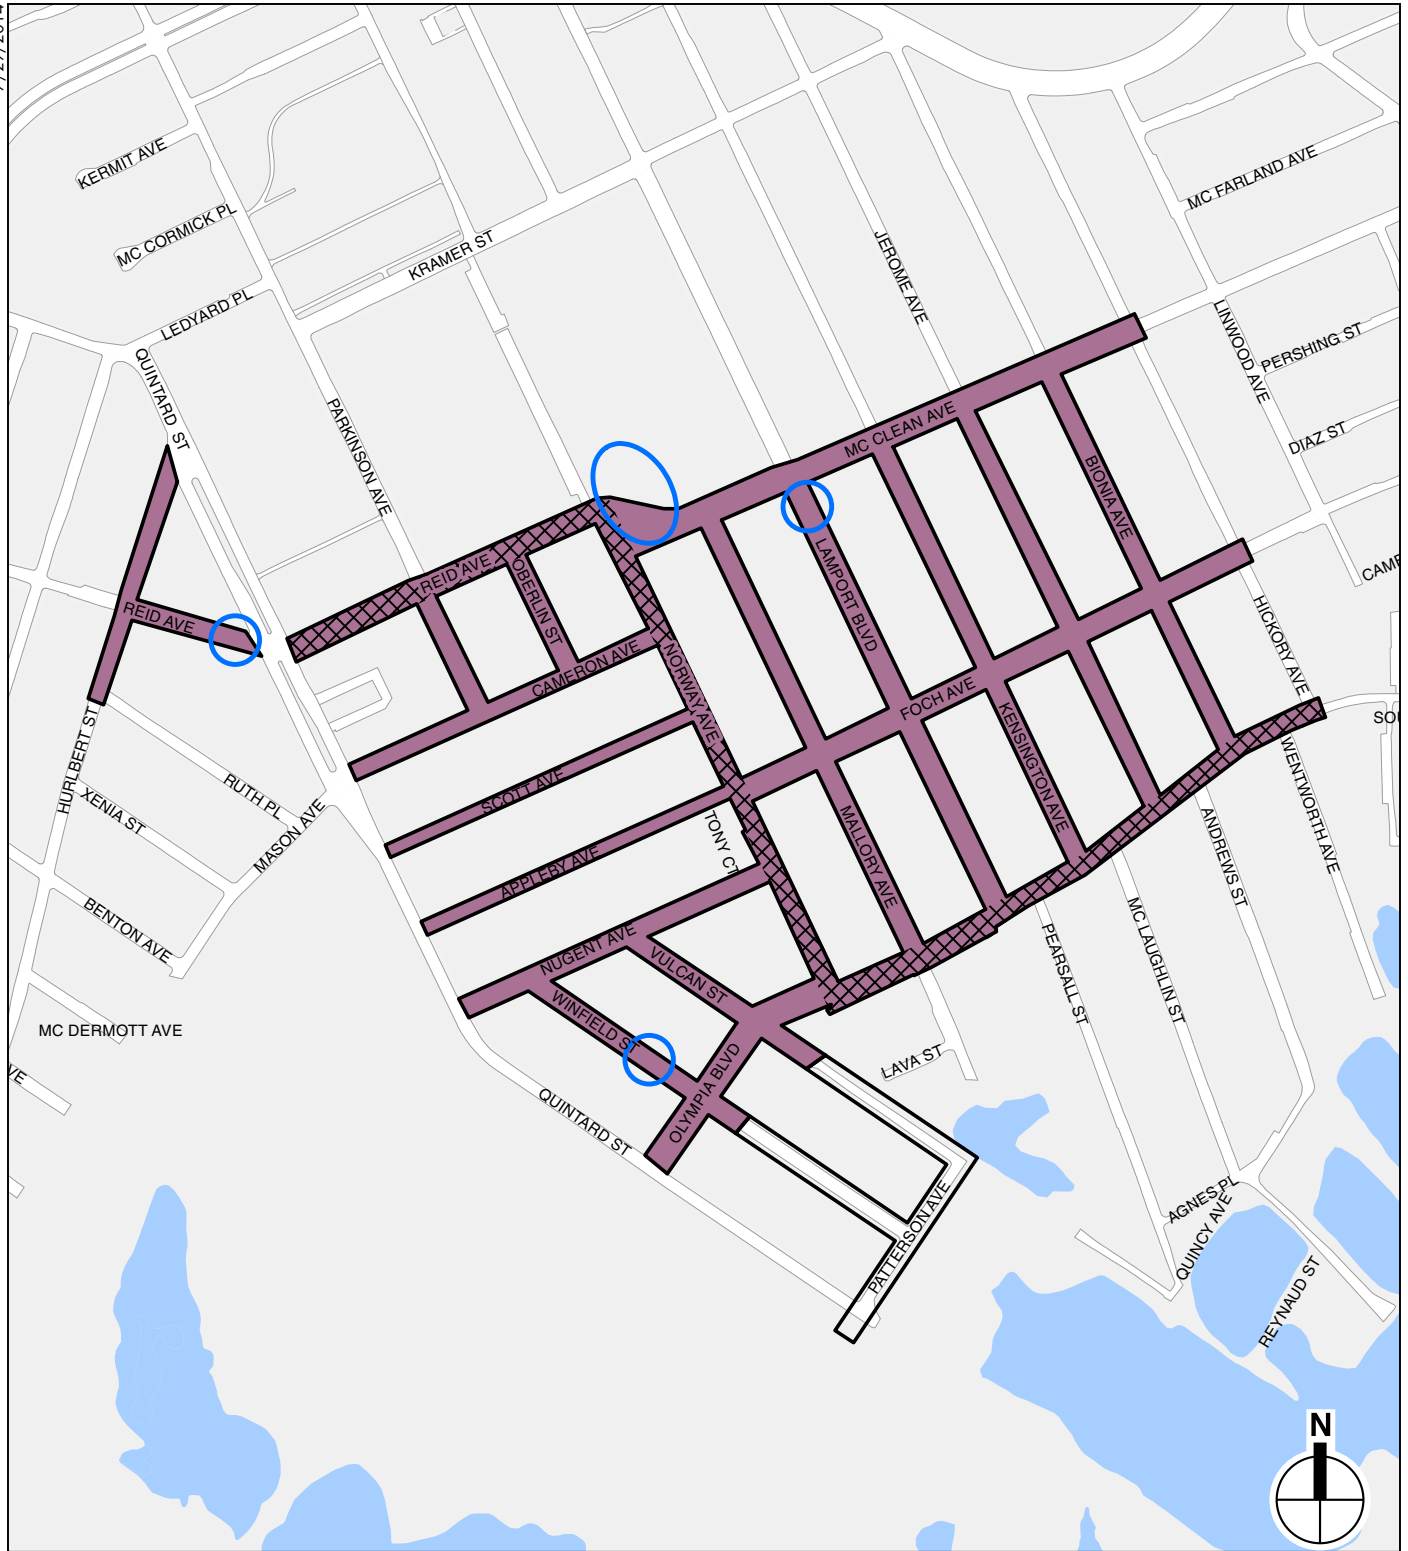 KERMIT AVE
MC FARLAND AVE
MC CORMICK PL
KRAMER ST
JEROME AVE
LEDYARD PL
LINWOOD AVE
PERSHING ST
QUINTARD ST
PARKINSON AVE
MC CLEAN AVE
DIAZ ST
BIONIA AVE
REID AVE
OBERLIN ST
LAMPORT BLVD
CAME
REID AVE
HICKORY AVE
CAMERON AVE
NORWAY AVE
FOCH AVE
KENSINGTON AVE
SOU
HURLBERT ST
RUTH PL
SCOTT AVE
XENIA ST
MASON AVE
TONY CT
MALLORY AVE
WENTWORTH AVE
ANDREWS ST
APPLEBY AVE
BENTON AVE
NUGENT AVE
VULCAN ST
PEARSALL ST
MC LAUGHLIN ST
WINFIELD ST
MC DERMOTT AVE
VE
LAVA ST
OLYMPIA BLVD
QUINTARD ST
AGNES PL
PATTERSON AVE
QUINCY AVE
REYNAUD ST
N